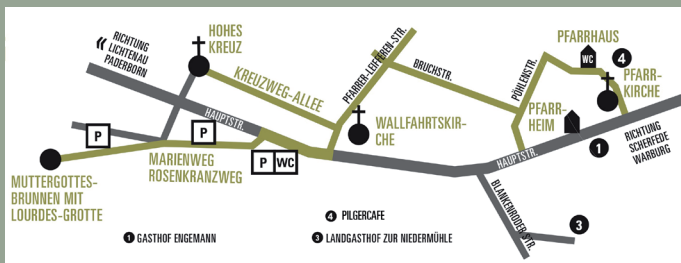 RICHTUNG
LICHTENAU
PADERBORN
HOHES
KREUZ
KREUZWEG-ALLEE
PFARRER-LEIFEREN-STR.
BRUCHSTR.
PÖHLENSTR.
PFARRHAUS
WC
4
PFARR-
KIRCHE
HAUPTSTR.
P
P
P WC
WALLFAHRTSKIR-
CHE
PFARR-
HEIM
HAUPTSTR.
1
RICHTUNG
SCHERFEDE
WARBURG
MARIENWEG
ROSENKRANZWEG
MUTTERGOTTES-
BRUNNEN MIT
LOURDES-GROTTE
BLANKENRODER STR.
3
4 PILGERCAFE
1 GASTHOF ENGEMANN
3 LANDGASTHOF ZUR NIEDERMÜHLE